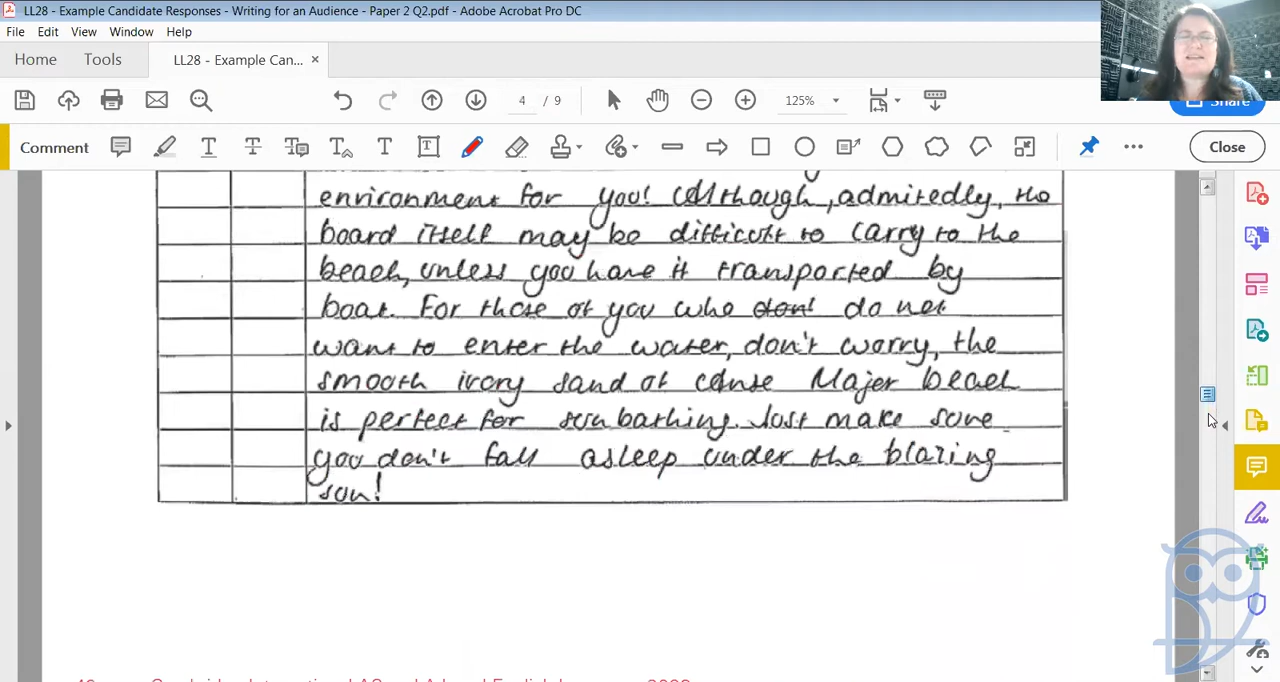 LL28 - Example Candidate Responses - Writing for an Audience - Paper 2 Q2.pdf - Adobe Acrobat Pro DC
File Edit View Window Help
Home Tools LL28 - Example Can... ×
4 / 9 125%
Share
Comment Close
environment for you! Although, admittedly, the
board itself may be difficult to carry to the
beach, unless you have it transported by
boat. For those of you who don't do not
want to enter the water, don't worry, the
smooth ivory sand of Major beach
is perfect for sun bathing. Just make sure
you don't fall asleep under the blazing
sun!